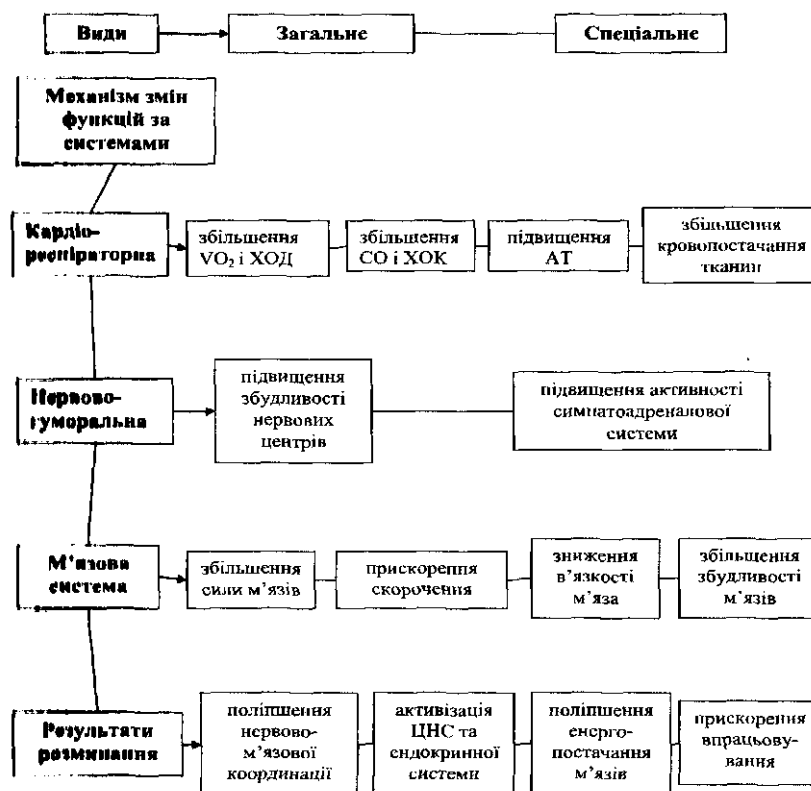 Види
Загальне
Спеціальне
Механізм змін
функцій за
системами
Кардіо-
респіраторна
збільшення
VO₂ і ХОД
збільшення
СО і ХОК
підвищення
АТ
збільшення
кровопостачання
тканин
Нервово-
гуморальна
підвищення
збудливості
нервових
центрів
підвищення активності
симпатоадреналової
системи
М’язова
система
збільшення
сили м’язів
прискорення
скорочення
зниження
в’язкості
м’яза
збільшення
збудливості
м’язів
Результати
розминання
поліпшення
нервово-
м’язової
координації
активізація
ЦНС та
ендокринної
системи
поліпшення
енерго-
постачання
м’язів
прискорення
впрацьову-
вання